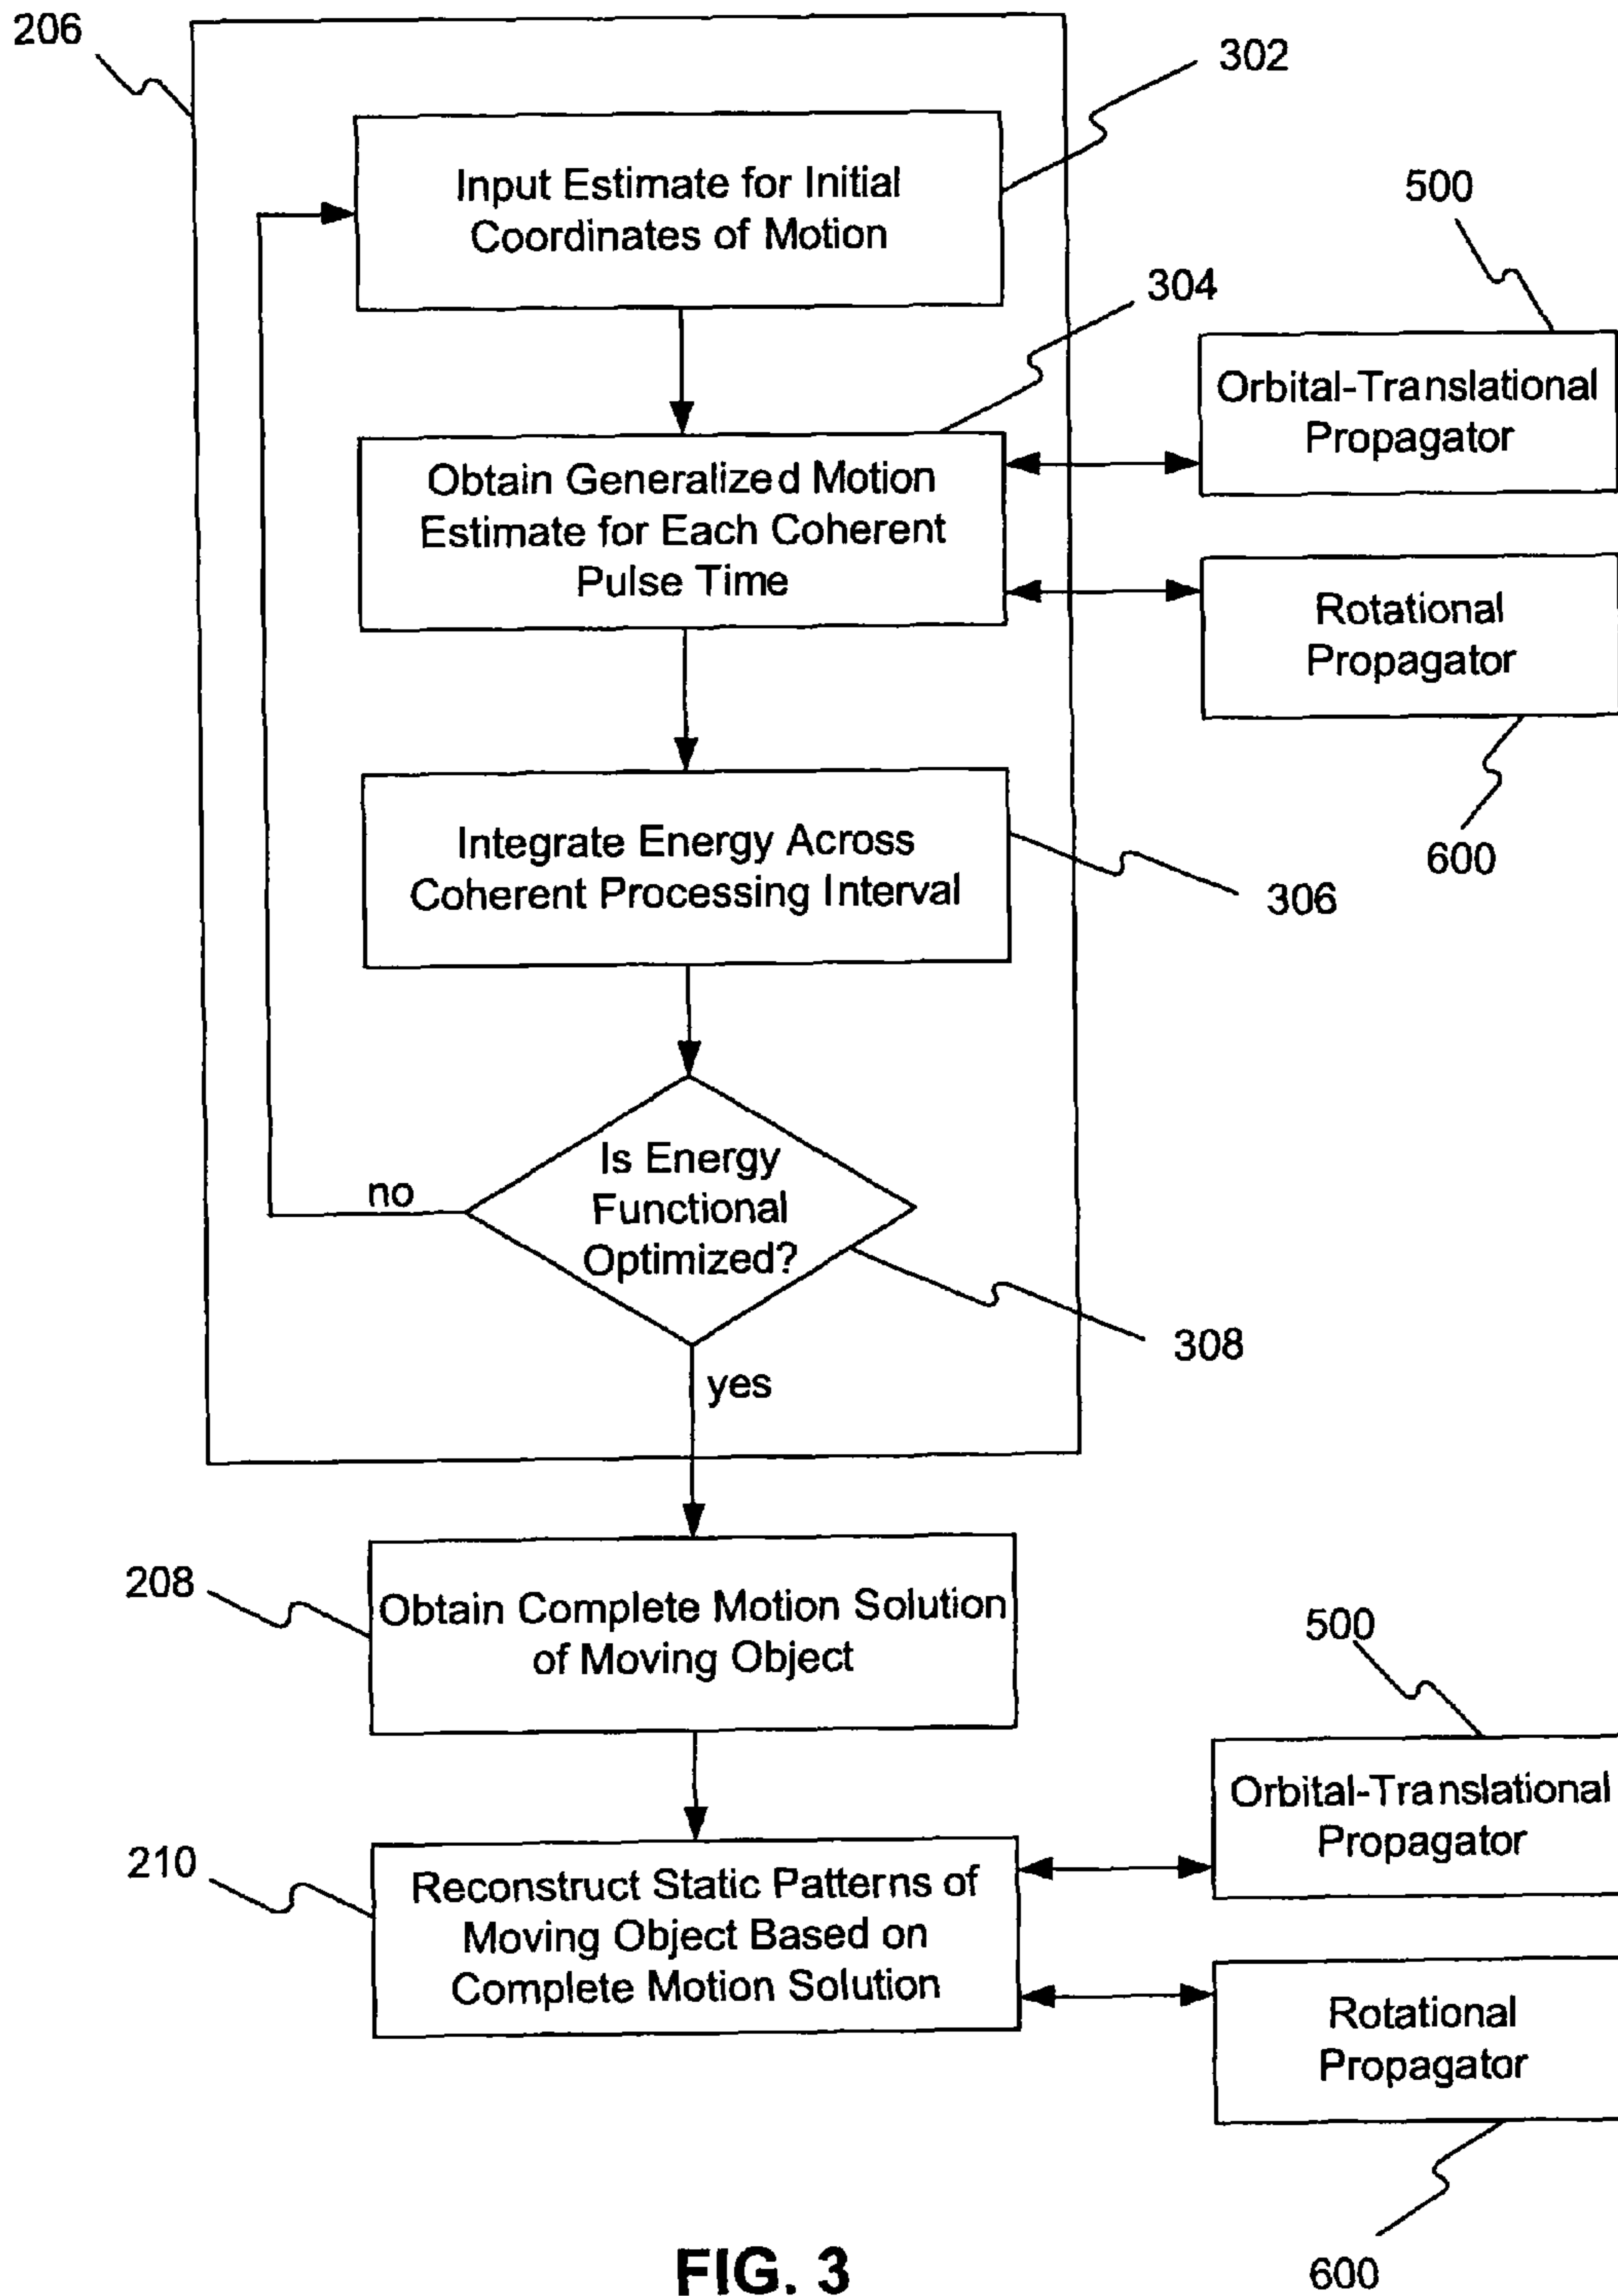 206
302
Input Estimate for Initial
Coordinates of Motion
500
304
Orbital-Translational
Propagator
Obtain Generalized Motion
Estimate for Each Coherent
Pulse Time
Rotational
Propagator
600
Integrate Energy Across
Coherent Processing Interval
306
Is Energy
Functional
Optimized?
no
308
yes
208
Obtain Complete Motion Solution
of Moving Object
500
Orbital-Translational
Propagator
210
Reconstruct Static Patterns of
Moving Object Based on
Complete Motion Solution
Rotational
Propagator
600
FIG. 3